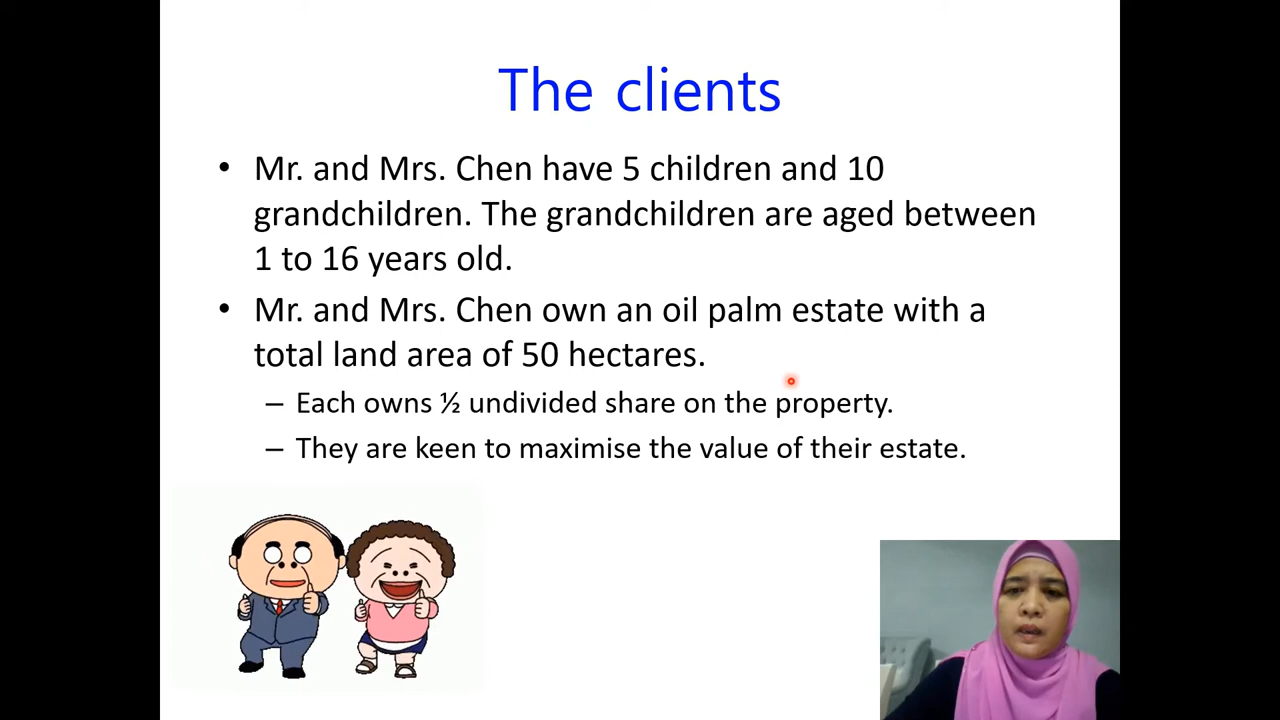 The clients
• Mr. and Mrs. Chen have 5 children and 10
grandchildren. The grandchildren are aged between
1 to 16 years old.
• Mr. and Mrs. Chen own an oil palm estate with a
total land area of 50 hectares.
– Each owns ½ undivided share on the property.
– They are keen to maximise the value of their estate.